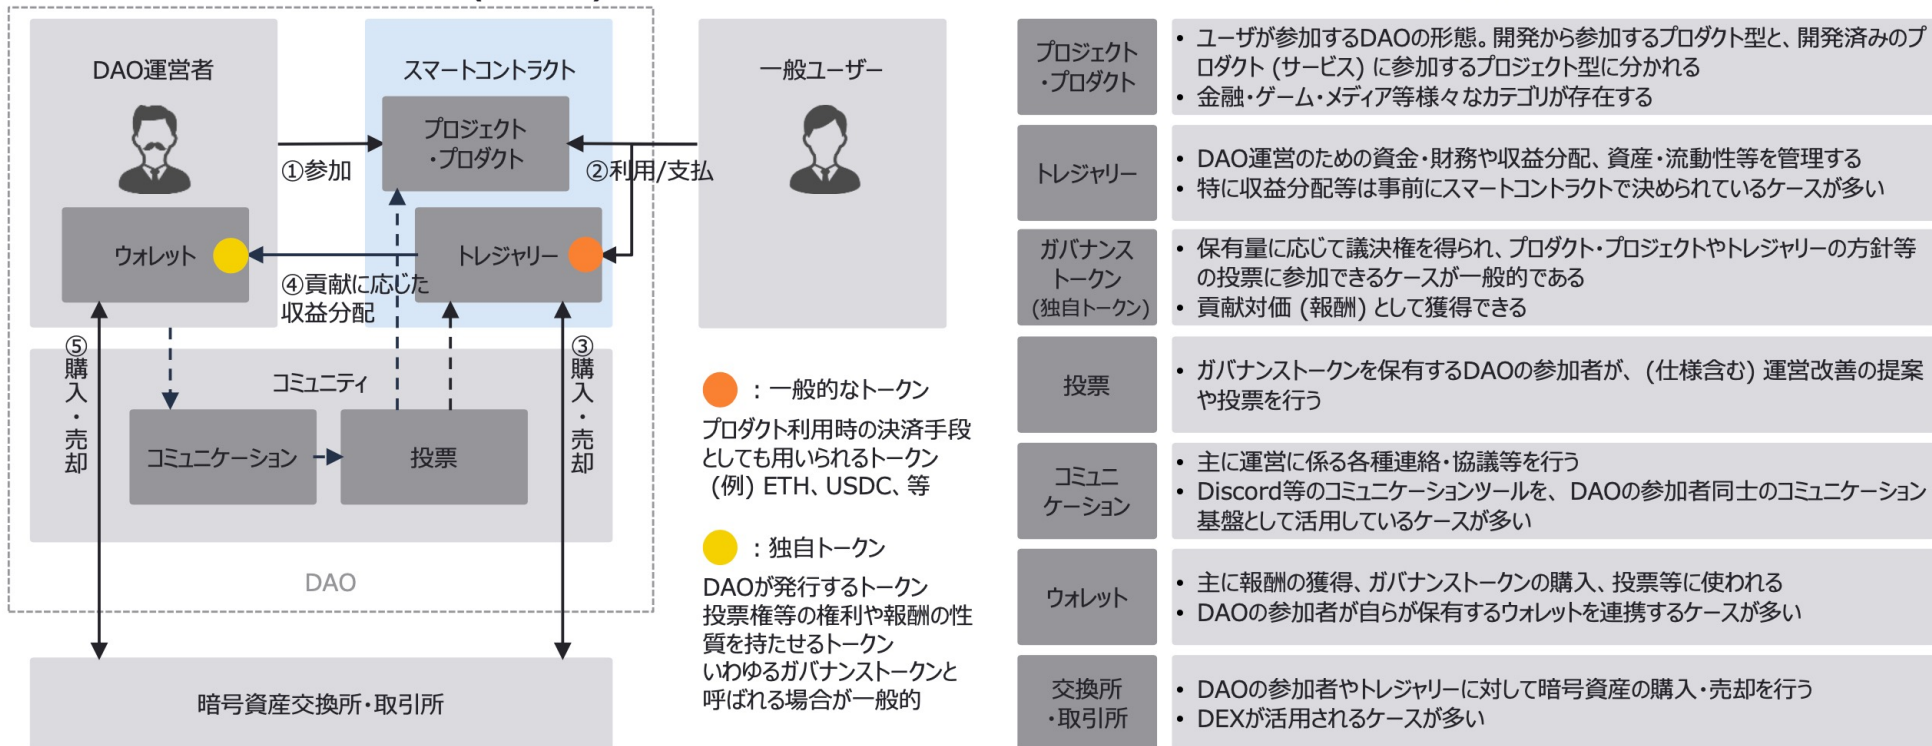 DAO運営者
スマートコントラクト
一般ユーザー
プロジェクト
・プロダクト
①参加
②利用/支払
ウォレット
トレジャリー
④貢献に応じた
収益分配
⑤購入・売却
③購入・売却
コミュニティ
コミュニケーション
投票
DAO
暗号資産交換所・取引所
：一般的なトークン
プロダクト利用時の決済手段
としても用いられるトークン
(例) ETH、USDC、等
：独自トークン
DAOが発行するトークン
投票権等の権利や報酬の性
質を持たせるトークン
いわゆるガバナンストークンと
呼ばれる場合が一般的
プロジェクト
・プロダクト
• ユーザが参加するDAOの形態。開発から参加するプロダクト型と、開発済みのプ
ロダクト (サービス) に参加するプロジェクト型に分かれる
• 金融・ゲーム・メディア等様々なカテゴリが存在する
トレジャリー
• DAO運営のための資金・財務や収益分配、資産・流動性等を管理する
• 特に収益分配等は事前にスマートコントラクトで決められているケースが多い
ガバナンス
トークン
(独自トークン)
• 保有量に応じて議決権を得られ、プロダクト・プロジェクトやトレジャリーの方針等
の投票に参加できるケースが一般的である
• 貢献対価 (報酬) として獲得できる
投票
• ガバナンストークンを保有するDAOの参加者が、(仕様含む) 運営改善の提案
や投票を行う
コミュニ
ケーション
• 主に運営に係る各種連絡・協議等を行う
• Discord等のコミュニケーションツールを、DAOの参加者同士のコミュニケーション
基盤として活用しているケースが多い
ウォレット
• 主に報酬の獲得、ガバナンストークンの購入、投票等に使われる
• DAOの参加者が自らが保有するウォレットを連携するケースが多い
交換所
・取引所
• DAOの参加者やトレジャリーに対して暗号資産の購入・売却を行う
• DEXが活用されるケースが多い